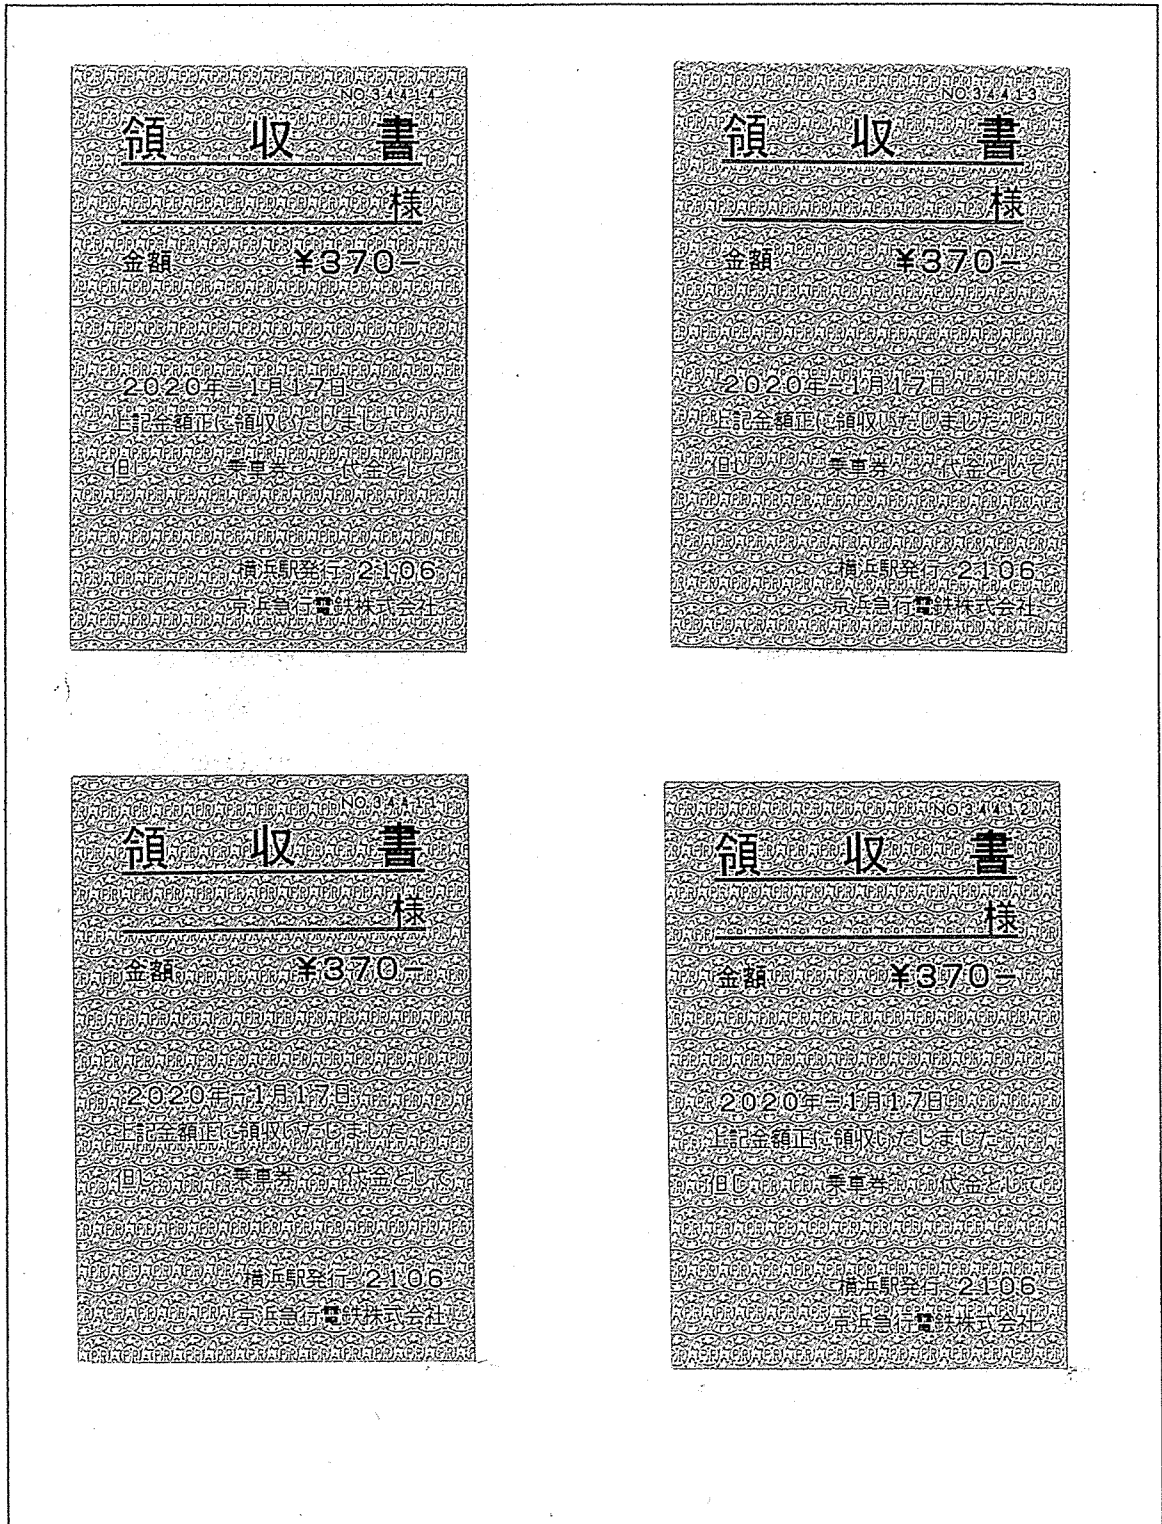 NO.34414
領 収 書
様
金額 ¥370-
2020年-1月17日
上記金額正に領収いたしました
但し 乗車券 代金として
横浜駅発行 2106
京浜急行電鉄株式会社
NO.34413
領 収 書
様
金額 ¥370-
2020年-1月17日
上記金額正に領収いたしました
但し 乗車券 代金として
横浜駅発行 2106
京浜急行電鉄株式会社
NO.34411
領 収 書
様
金額 ¥370-
2020年-1月17日
上記金額正に領収いたしました
但し 乗車券 代金として
横浜駅発行 2106
京浜急行電鉄株式会社
NO.34412
領 収 書
様
金額 ¥370-
2020年-1月17日
上記金額正に領収いたしました
但し 乗車券 代金として
横浜駅発行 2106
京浜急行電鉄株式会社